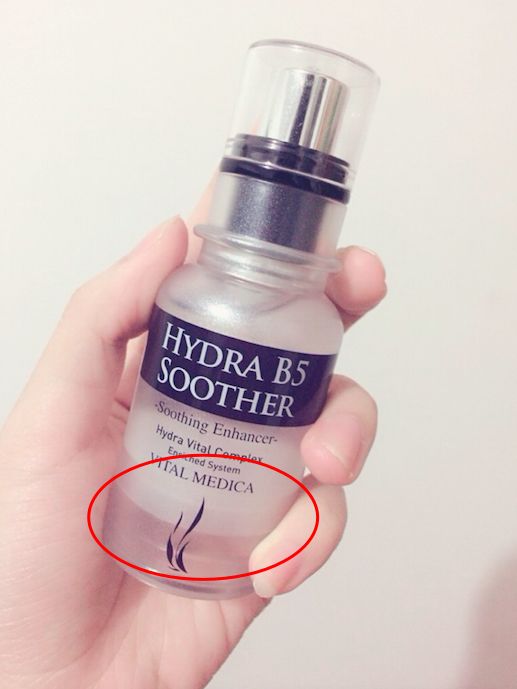 HYDRA B5
SOOTHER
-Soothing Enhancer-
Hydra Vital Complex
Enriched System
VITAL MEDICA